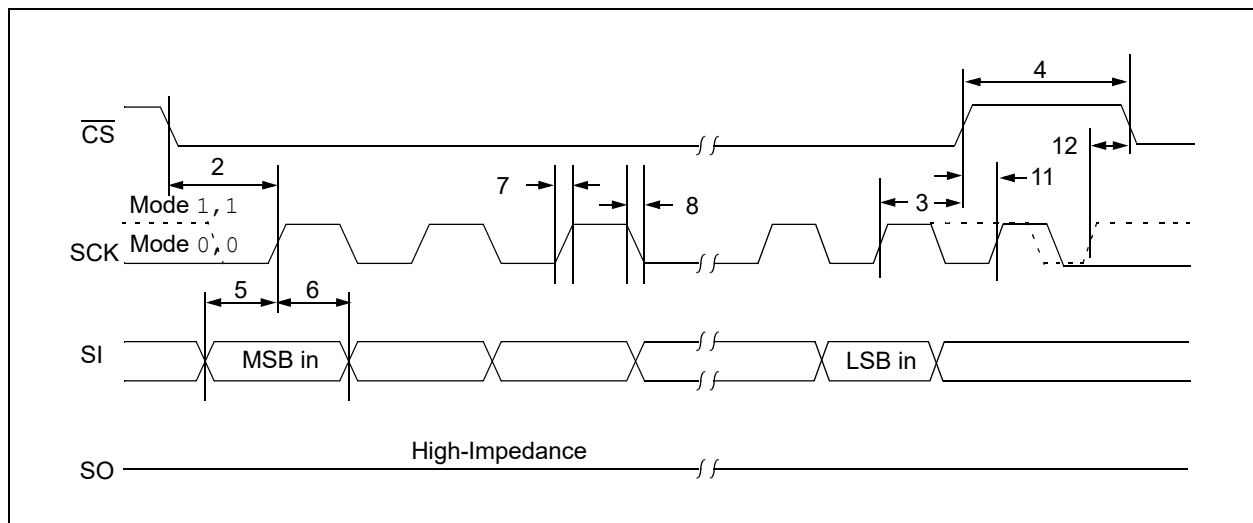 4
CS
12
2
7
11
Mode 1,1
8
3
SCK
Mode 0,0
5
6
SI
MSB in
LSB in
High-Impedance
SO